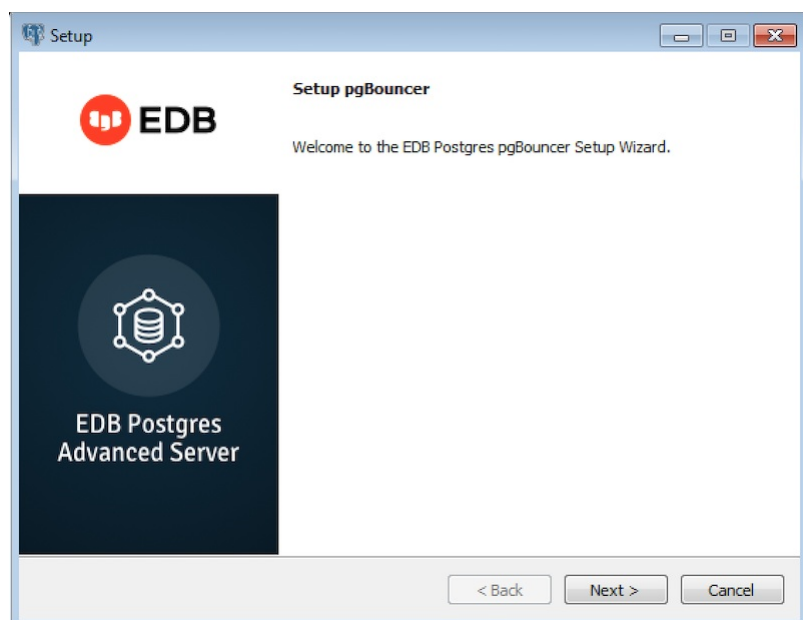 Setup
EDB
Setup pgBouncer
Welcome to the EDB Postgres pgBouncer Setup Wizard.
EDB Postgres
Advanced Server
< Back
Next >
Cancel